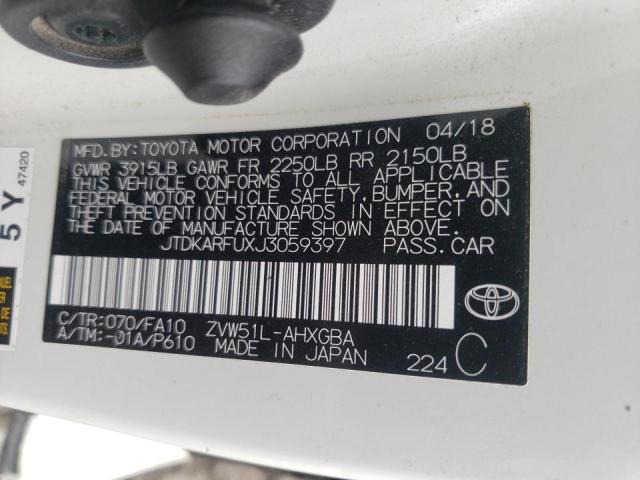 MFD. BY: TOYOTA MOTOR CORPORATION 04/18
GVWR 3915LB GAWR FR 2250LB RR 2150LB
THIS VEHICLE CONFORMS TO ALL APPLICABLE
FEDERAL MOTOR VEHICLE SAFETY, BUMPER, AND
THEFT PREVENTION STANDARDS IN EFFECT ON
THE DATE OF MANUFACTURE SHOWN ABOVE.
JTDKARFUXJ3059397 PASS. CAR
C/TR: 070/FA10 ZVW51L-AHXGBA
A/TM: -01A/P610 MADE IN JAPAN
224 C
5 Y
47420